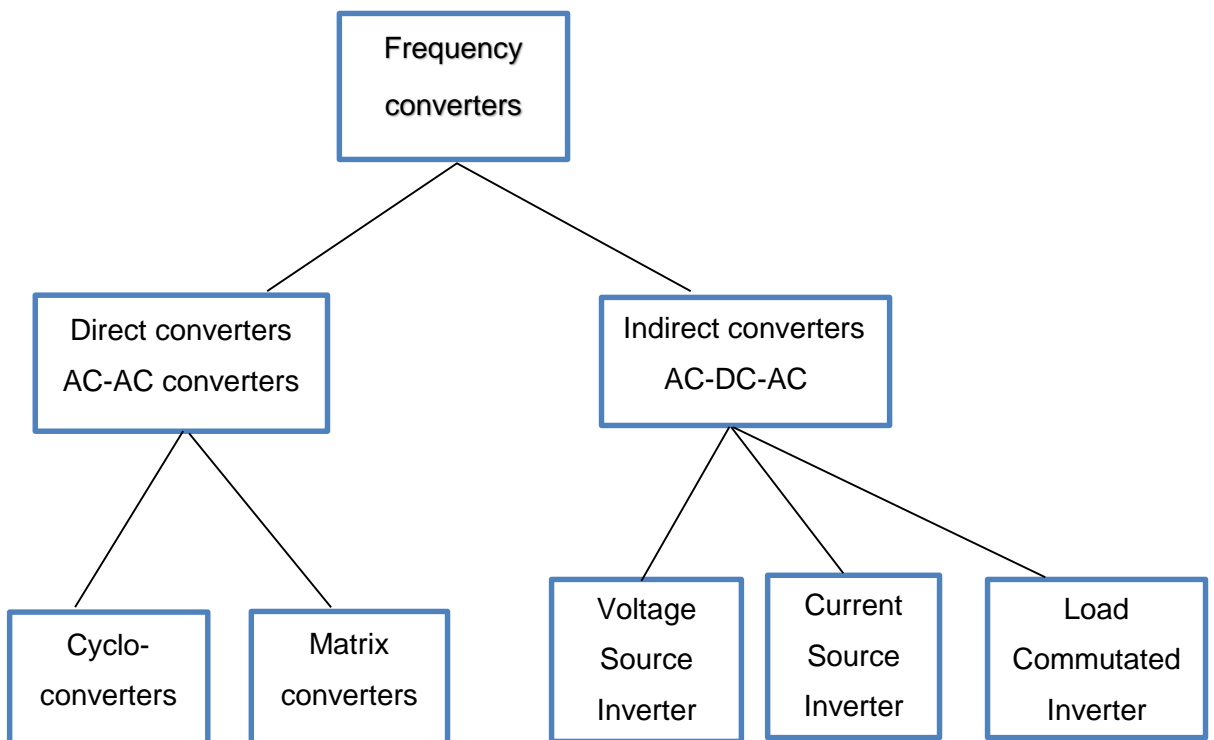 Frequency
converters
Direct converters
AC-AC converters
Indirect converters
AC-DC-AC
Cyclo-
converters
Matrix
converters
Voltage
Source
Inverter
Current
Source
Inverter
Load
Commutated
Inverter